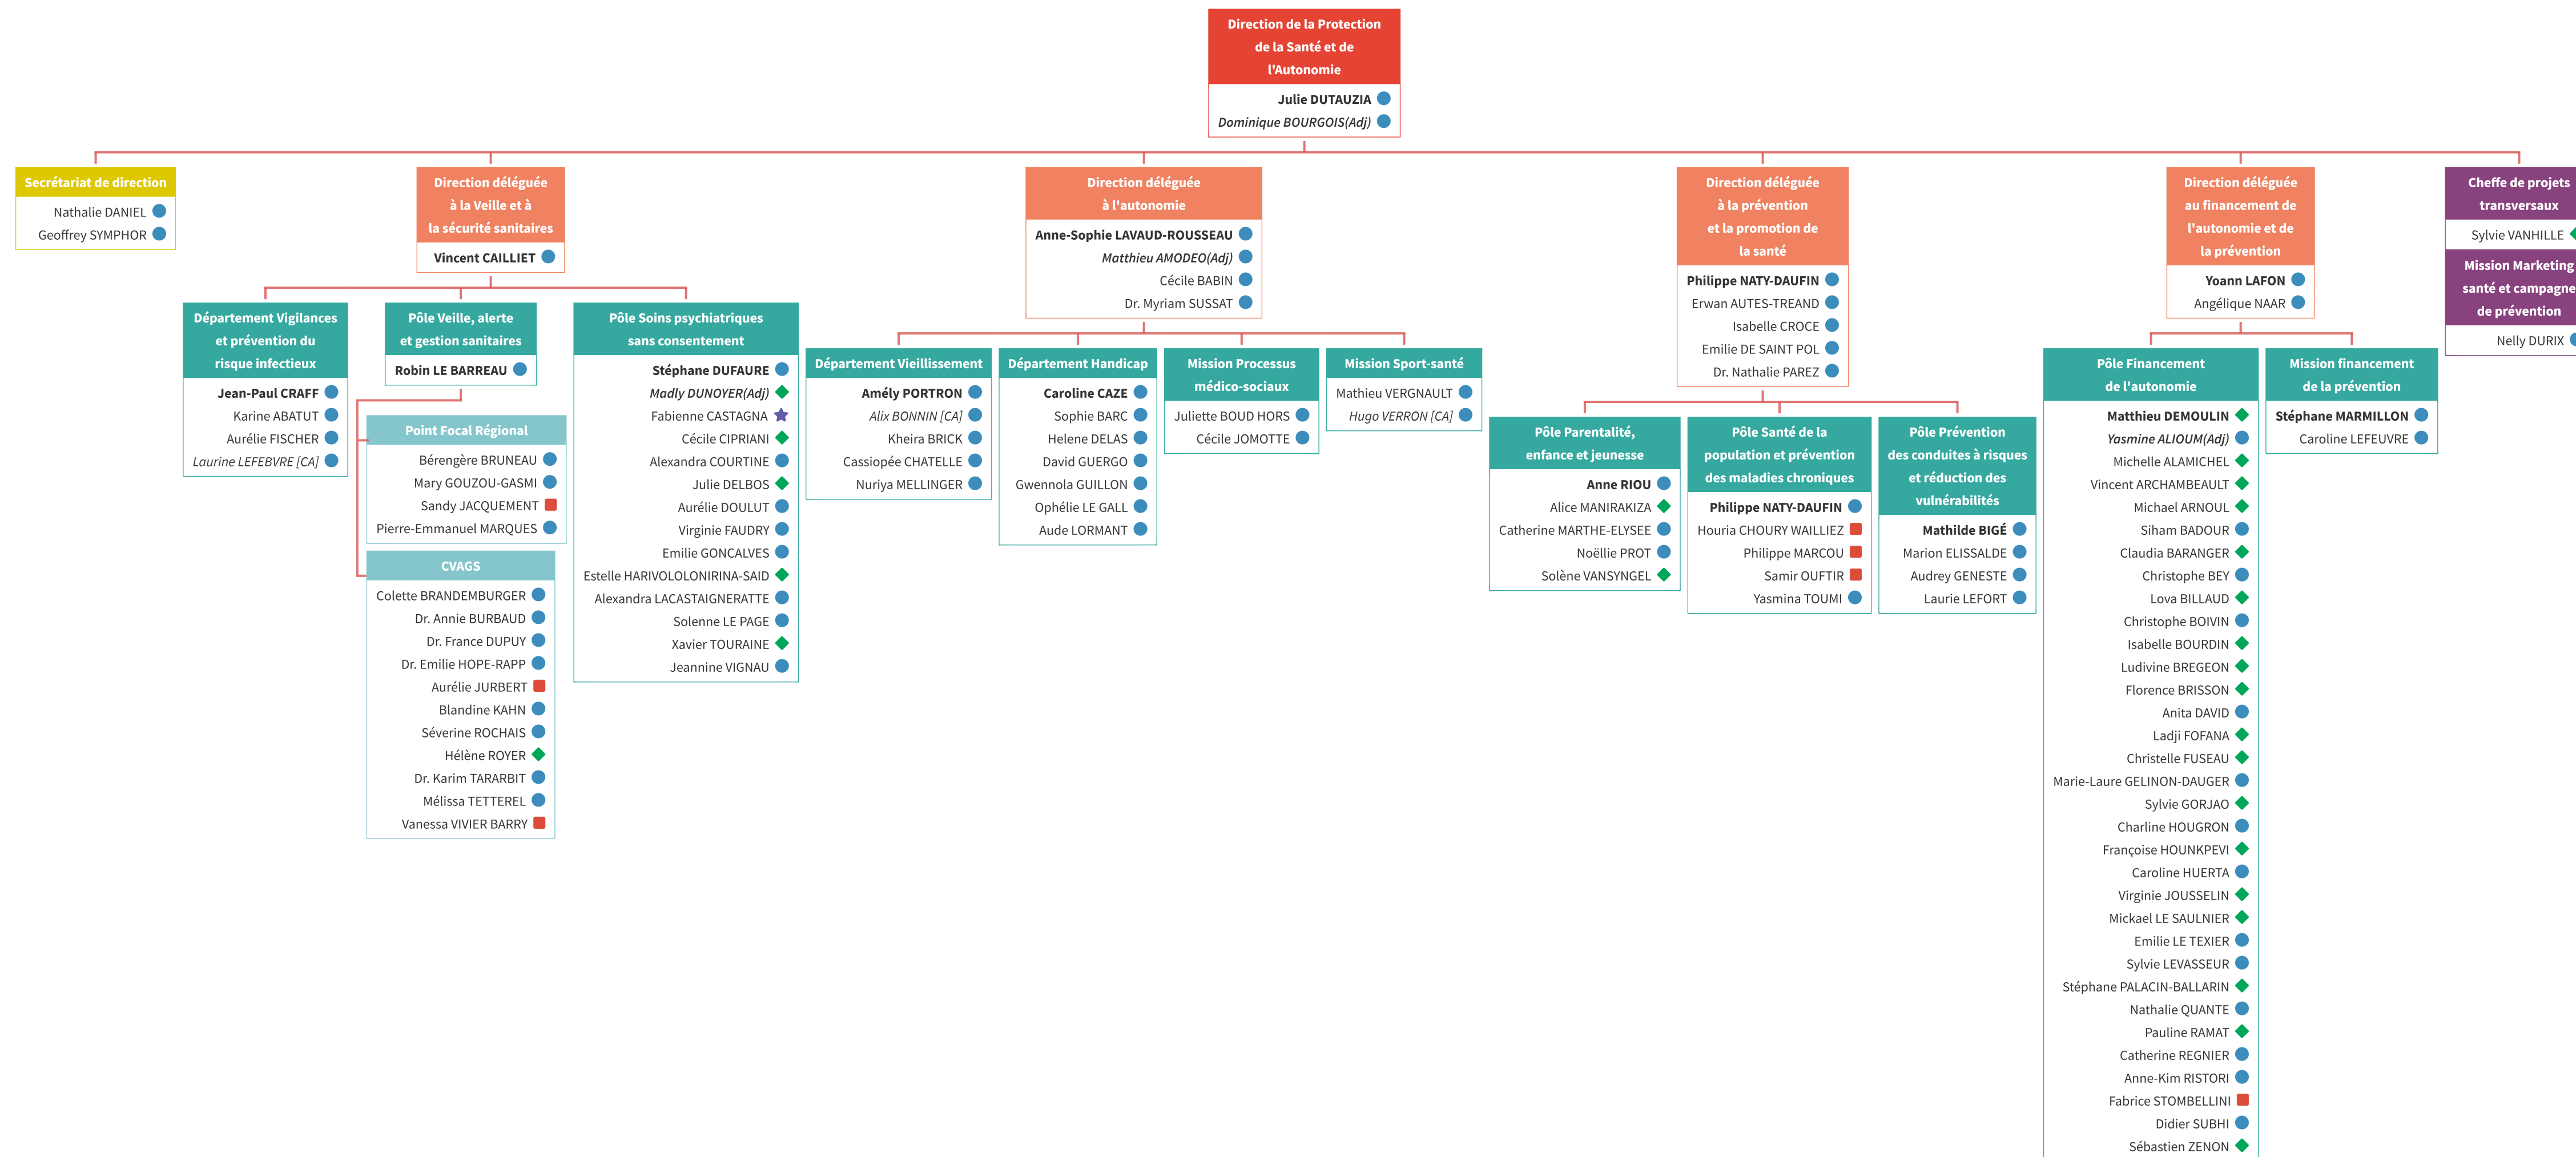 Direction de la Protection
de la Santé et de
l'Autonomie
Julie DUTAUZIA
Dominique BOURGOIS(Adj)
Secrétariat de direction
Nathalie DANIEL
Geoffrey SYMPHOR
Direction déléguée
à la Veille et à
la sécurité sanitaires
Vincent CAILLIET
Département Vigilances
et prévention du
risque infectieux
Jean-Paul CRAFF
Karine ABATUT
Aurélie FISCHER
Laurine LEFEBVRE [CA]
Pôle Veille, alerte
et gestion sanitaires
Robin LE BARREAU
Point Focal Régional
Bérengère BRUNEAU
Mary GOUZOU-GASMI
Sandy JACQUEMENT
Pierre-Emmanuel MARQUES
CVAGS
Colette BRANDEMBURGER
Dr. Annie BURBAUD
Dr. France DUPUY
Dr. Emilie HOPE-RAPP
Aurélie JURBERT
Blandine KAHN
Séverine ROCHAIS
Hélène ROYER
Dr. Karim TARARBIT
Mélissa TETTEREL
Vanessa VIVIER BARRY
Pôle Soins psychiatriques
sans consentement
Stéphane DUFAURE
Madly DUNOYER(Adj)
Fabienne CASTAGNA
Cécile CIPRIANI
Alexandra COURTINE
Julie DELBOS
Aurélie DOULUT
Virginie FAUDRY
Emilie GONCALVES
Estelle HARIVOLOLONIRINA-SAID
Alexandra LACASTAIGNERATTE
Solenne LE PAGE
Xavier TOURAINE
Jeannine VIGNAU
Direction déléguée
à l'autonomie
Anne-Sophie LAVAUD-ROUSSEAU
Matthieu AMODEO(Adj)
Cécile BABIN
Dr. Myriam SUSSAT
Département Vieillissement
Amély PORTRON
Alix BONNIN [CA]
Kheira BRICK
Cassiopée CHATELLE
Nuriya MELLINGER
Département Handicap
Caroline CAZE
Sophie BARC
Helene DELAS
David GUERGO
Gwennola GUILLON
Ophélie LE GALL
Aude LORMANT
Mission Processus
médico-sociaux
Juliette BOUD HORS
Cécile JOMOTTE
Mission Sport-santé
Mathieu VERGNAULT
Hugo VERRON [CA]
Direction déléguée
à la prévention
et la promotion de
la santé
Philippe NATY-DAUFIN
Erwan AUTES-TREAND
Isabelle CROCE
Emilie DE SAINT POL
Dr. Nathalie PAREZ
Pôle Parentalité,
enfance et jeunesse
Anne RIOU
Alice MANIRAKIZA
Catherine MARTHE-ELYSEE
Noëllie PROT
Solène VANSYNGEL
Pôle Santé de la
population et prévention
des maladies chroniques
Philippe NATY-DAUFIN
Houria CHOURY WAILLIEZ
Philippe MARCOU
Samir OUFTIR
Yasmina TOUMI
Pôle Prévention
des conduites à risques
et réduction des
vulnérabilités
Mathilde BIGÉ
Marion ELISSALDE
Audrey GENESTE
Laurie LEFORT
Direction déléguée
au financement de
l'autonomie et de
la prévention
Yoann LAFON
Angélique NAAR
Pôle Financement
de l'autonomie
Matthieu DEMOULIN
Yasmine ALIOUM(Adj)
Michelle ALAMICHEL
Vincent ARCHAMBEAULT
Michael ARNOUL
Siham BADOUR
Claudia BARANGER
Christophe BEY
Lova BILLAUD
Christophe BOIVIN
Isabelle BOURDIN
Ludivine BREGEON
Florence BRISSON
Anita DAVID
Ladji FOFANA
Christelle FUSEAU
Marie-Laure GELINON-DAUGER
Sylvie GORJAO
Charline HOUGRON
Françoise HOUNKPEVI
Caroline HUERTA
Virginie JOUSSELIN
Mickael LE SAULNIER
Emilie LE TEXIER
Sylvie LEVASSEUR
Stéphane PALACIN-BALLARIN
Nathalie QUANTE
Pauline RAMAT
Catherine REGNIER
Anne-Kim RISTORI
Fabrice STOMBELLINI
Didier SUBHI
Sébastien ZENON
Mission financement
de la prévention
Stéphane MARMILLON
Caroline LEFEUVRE
Cheffe de projets
transversaux
Sylvie VANHILLE
Mission Marketing
santé et campagne
de prévention
Nelly DURIX